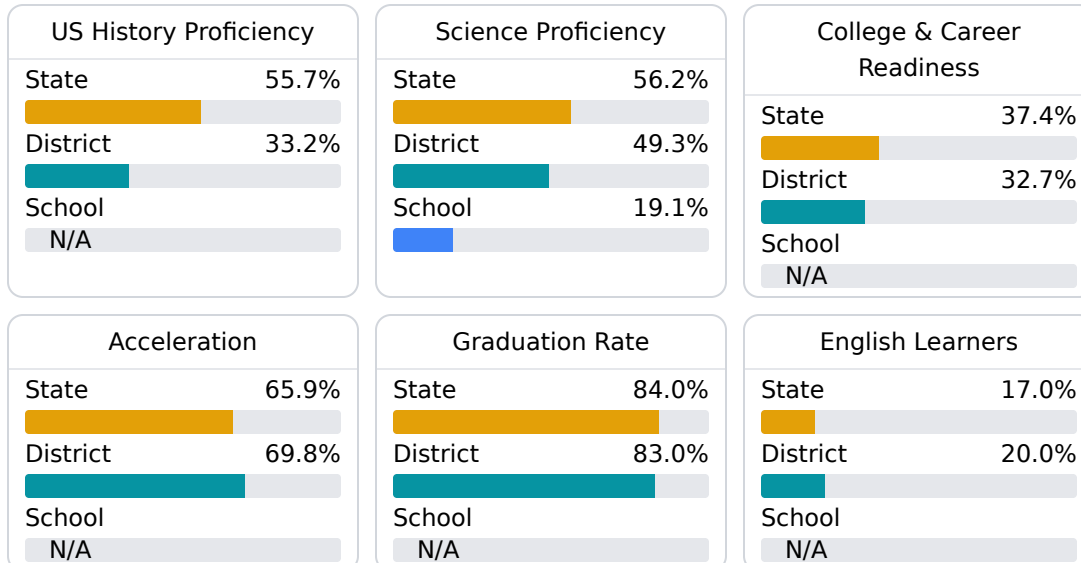 US History Proficiency
State 55.7%
District 33.2%
School
N/A
Science Proficiency
State 56.2%
District 49.3%
School 19.1%
College & Career
Readiness
State 37.4%
District 32.7%
School
N/A
Acceleration
State 65.9%
District 69.8%
School
N/A
Graduation Rate
State 84.0%
District 83.0%
School
N/A
English Learners
State 17.0%
District 20.0%
School
N/A